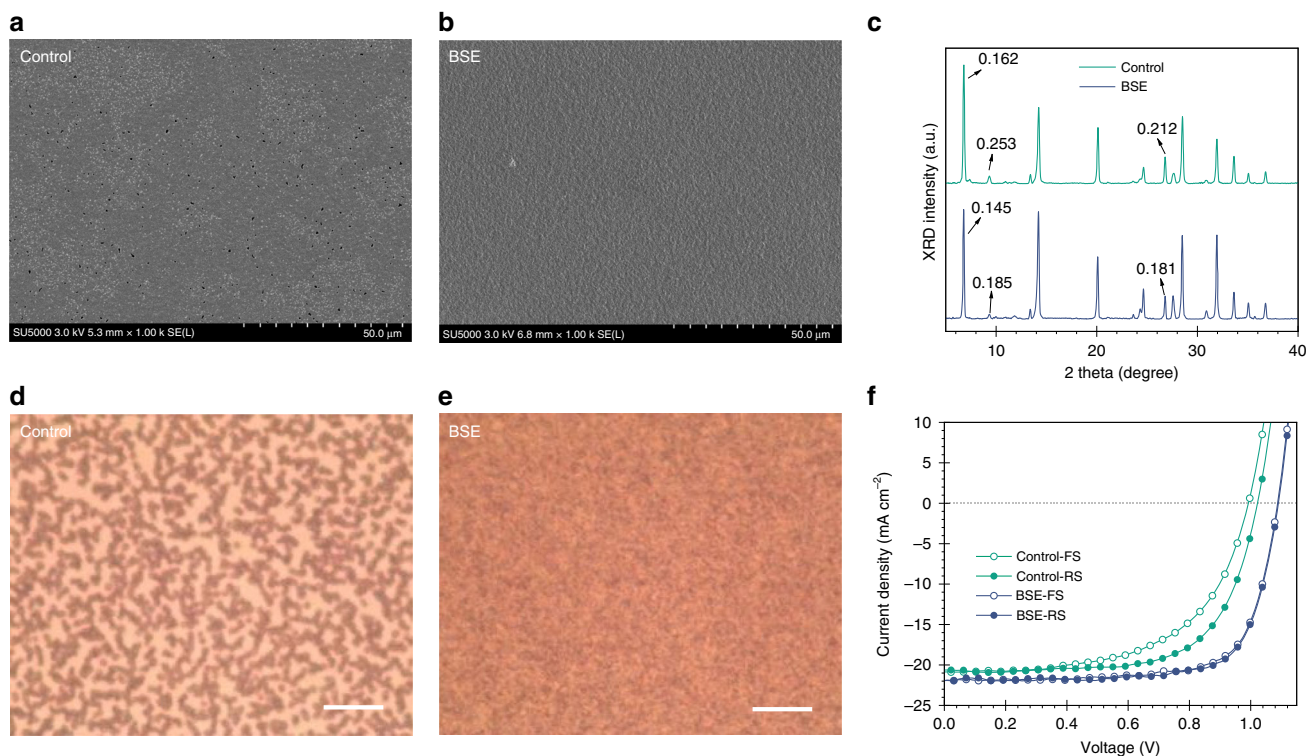 a
Control
SU5000 3.0 kV 5.3 mm × 1.00 k SE(L)
50.0 μm
b
BSE
SU5000 3.0 kV 6.8 mm × 1.00 k SE(L)
50.0 μm
c
XRD intensity (a.u.)
Control
BSE
0.162
0.253
0.212
0.145
0.185
0.181
10
20
30
40
2 theta (degree)
d
Control
e
BSE
f
Current density (mA cm−2)
10
5
0
−5
−10
−15
−20
−25
Control-FS
Control-RS
BSE-FS
BSE-RS
0.0
0.2
0.4
0.6
0.8
1.0
Voltage (V)